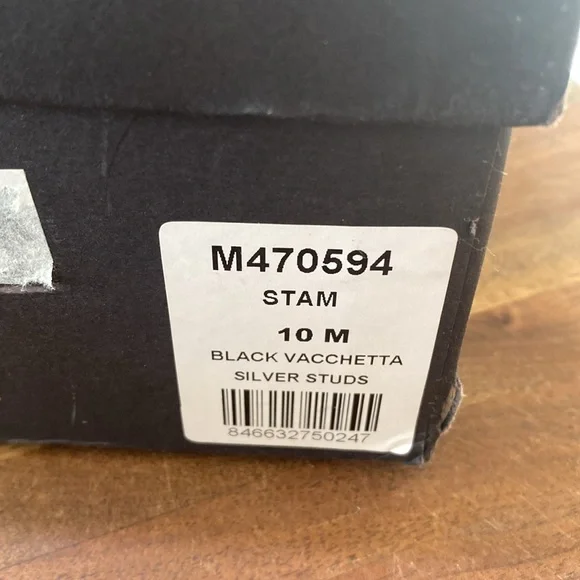 M470594
STAM
10 M
BLACK VACCHETTA
SILVER STUDS
846632750247